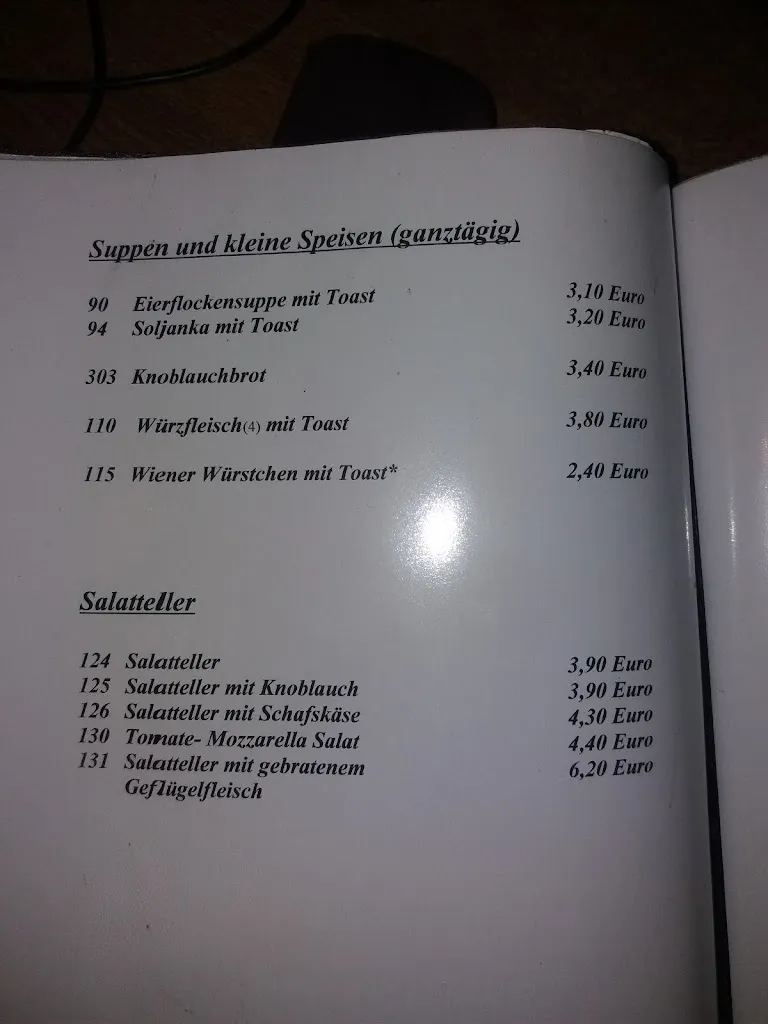 Suppen und kleine Speisen (ganztägig)
90 Eierflockensuppe mit Toast 3,10 Euro
94 Soljanka mit Toast 3,20 Euro
303 Knoblauchbrot 3,40 Euro
110 Würzfleisch(4) mit Toast 3,80 Euro
115 Wiener Würstchen mit Toast* 2,40 Euro
Salatteller
124 Salatteller 3,90 Euro
125 Salatteller mit Knoblauch 3,90 Euro
126 Salatteller mit Schafskäse 4,30 Euro
130 Tomate- Mozzarella Salat 4,40 Euro
131 Salatteller mit gebratenem 6,20 Euro
Geflügelfleisch